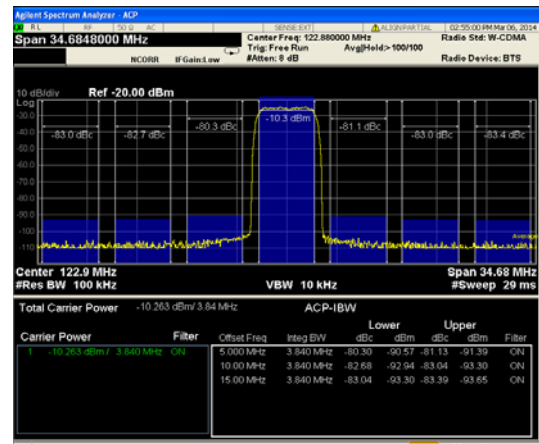 Agilent Spectrum Analyzer - ACP
RL RF 50 Ω AC SENSE:EXT ALIGN PARTIAL 02:55:00 PM Mar 06, 2014
Span 34.6848000 MHz Center Freq: 122.880000 MHz Radio Std: W-CDMA
Trig: Free Run Avg|Hold:> 100/100
NCORR IFGain:Low #Atten: 8 dB Radio Device: BTS
10 dB/div Ref -20.00 dBm
Log
-30.0
-40.0
-50.0
-60.0
-70.0
-80.0
-90.0
-100
-110
-83.0 dBc -82.7 dBc -80.3 dBc -10.3 dBm -81.1 dBc -83.0 dBc -83.4 dBc
Average
Center 122.9 MHz Span 34.68 MHz
#Res BW 100 kHz VBW 10 kHz #Sweep 29 ms
Total Carrier Power -10.263 dBm/ 3.84 MHz ACP-IBW
Lower Upper
Carrier Power Filter Offset Freq Integ BW dBc dBm dBc dBm Filter
1 -10.263 dBm / 3.840 MHz ON 5.000 MHz 3.840 MHz -80.30 -90.57 -81.13 -91.39 ON
10.00 MHz 3.840 MHz -82.68 -92.94 -83.04 -93.30 ON
15.00 MHz 3.840 MHz -83.04 -93.30 -83.39 -93.65 ON